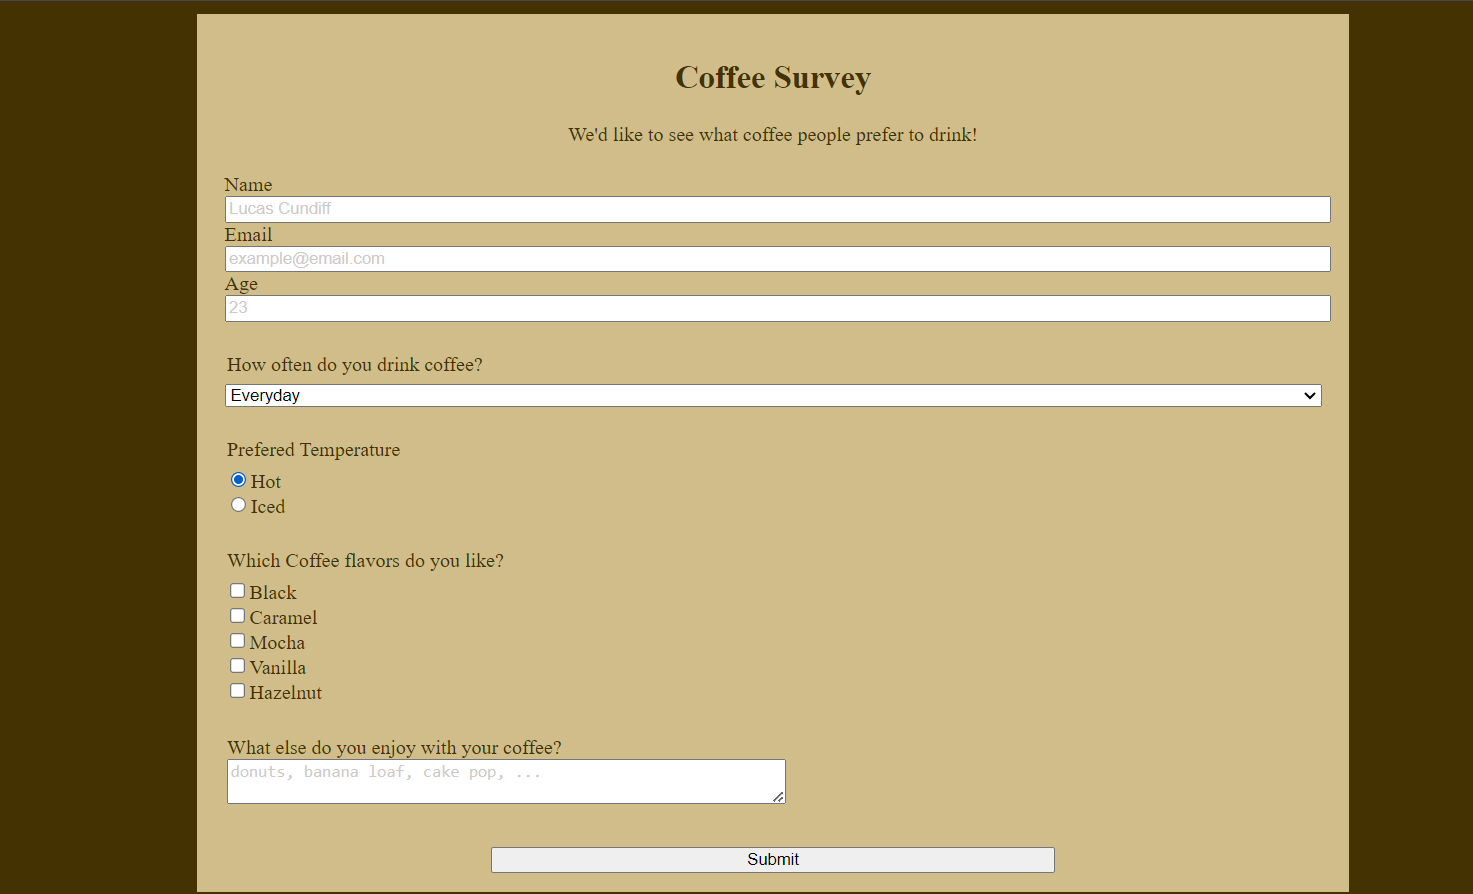 Coffee Survey
We'd like to see what coffee people prefer to drink!
Name
Lucas Cundiff
Email
example@email.com
Age
23
How often do you drink coffee?
Everyday
Prefered Temperature
Hot
Iced
Which Coffee flavors do you like?
Black
Caramel
Mocha
Vanilla
Hazelnut
What else do you enjoy with your coffee?
donuts, banana loaf, cake pop, ...
Submit